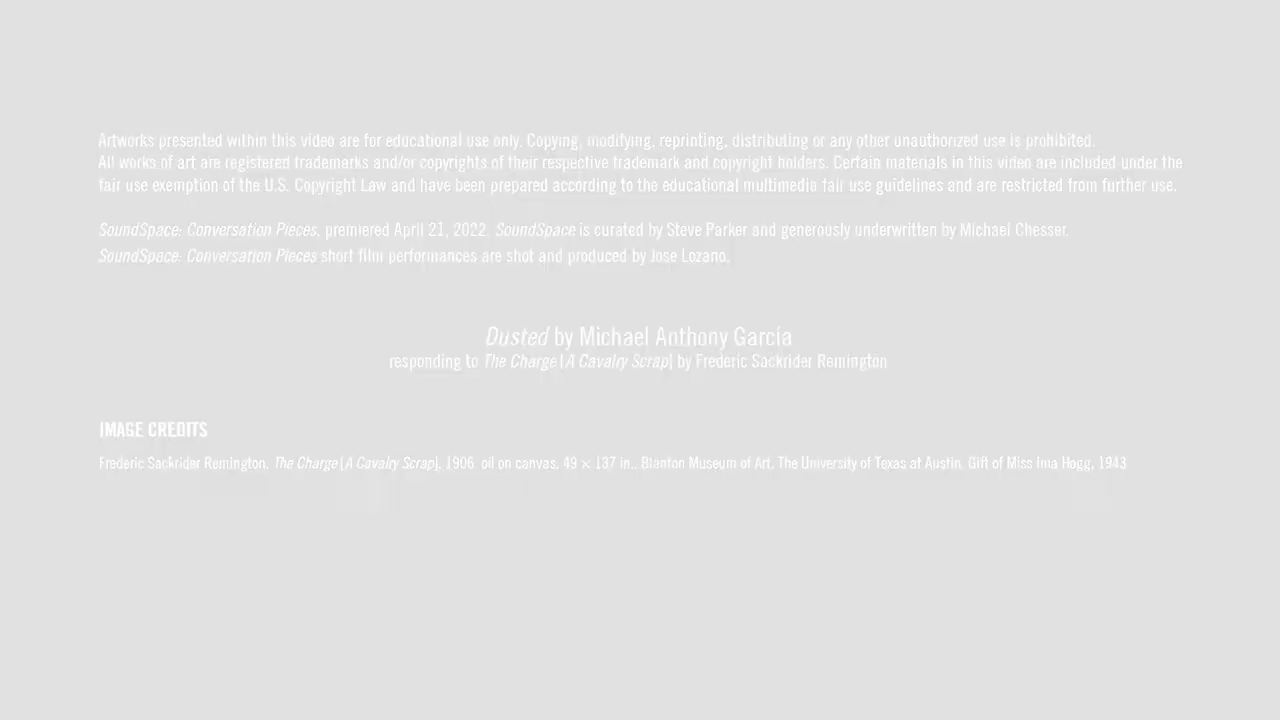 Artworks presented within this video are for educational use only. Copying, modifying, reprinting, distributing or any other unauthorized use is prohibited.
All works of art are registered trademarks and/or copyrights of their respective trademark and copyright holders. Certain materials in this video are included under the
fair use exemption of the U.S. Copyright Law and have been prepared according to the educational multimedia fair use guidelines and are restricted from further use.
SoundSpace: Conversation Pieces, premiered April 21, 2022. SoundSpace is curated by Steve Parker and generously underwritten by Michael Chesser.
SoundSpace: Conversation Pieces short film performances are shot and produced by Jose Lozano.
Dusted by Michael Anthony García
responding to The Charge [A Cavalry Scrap] by Frederic Sackrider Remington
IMAGE CREDITS
Frederic Sackrider Remington, The Charge [A Cavalry Scrap], 1906, oil on canvas, 49 × 137 in., Blanton Museum of Art, The University of Texas at Austin, Gift of Miss Ima Hogg, 1943